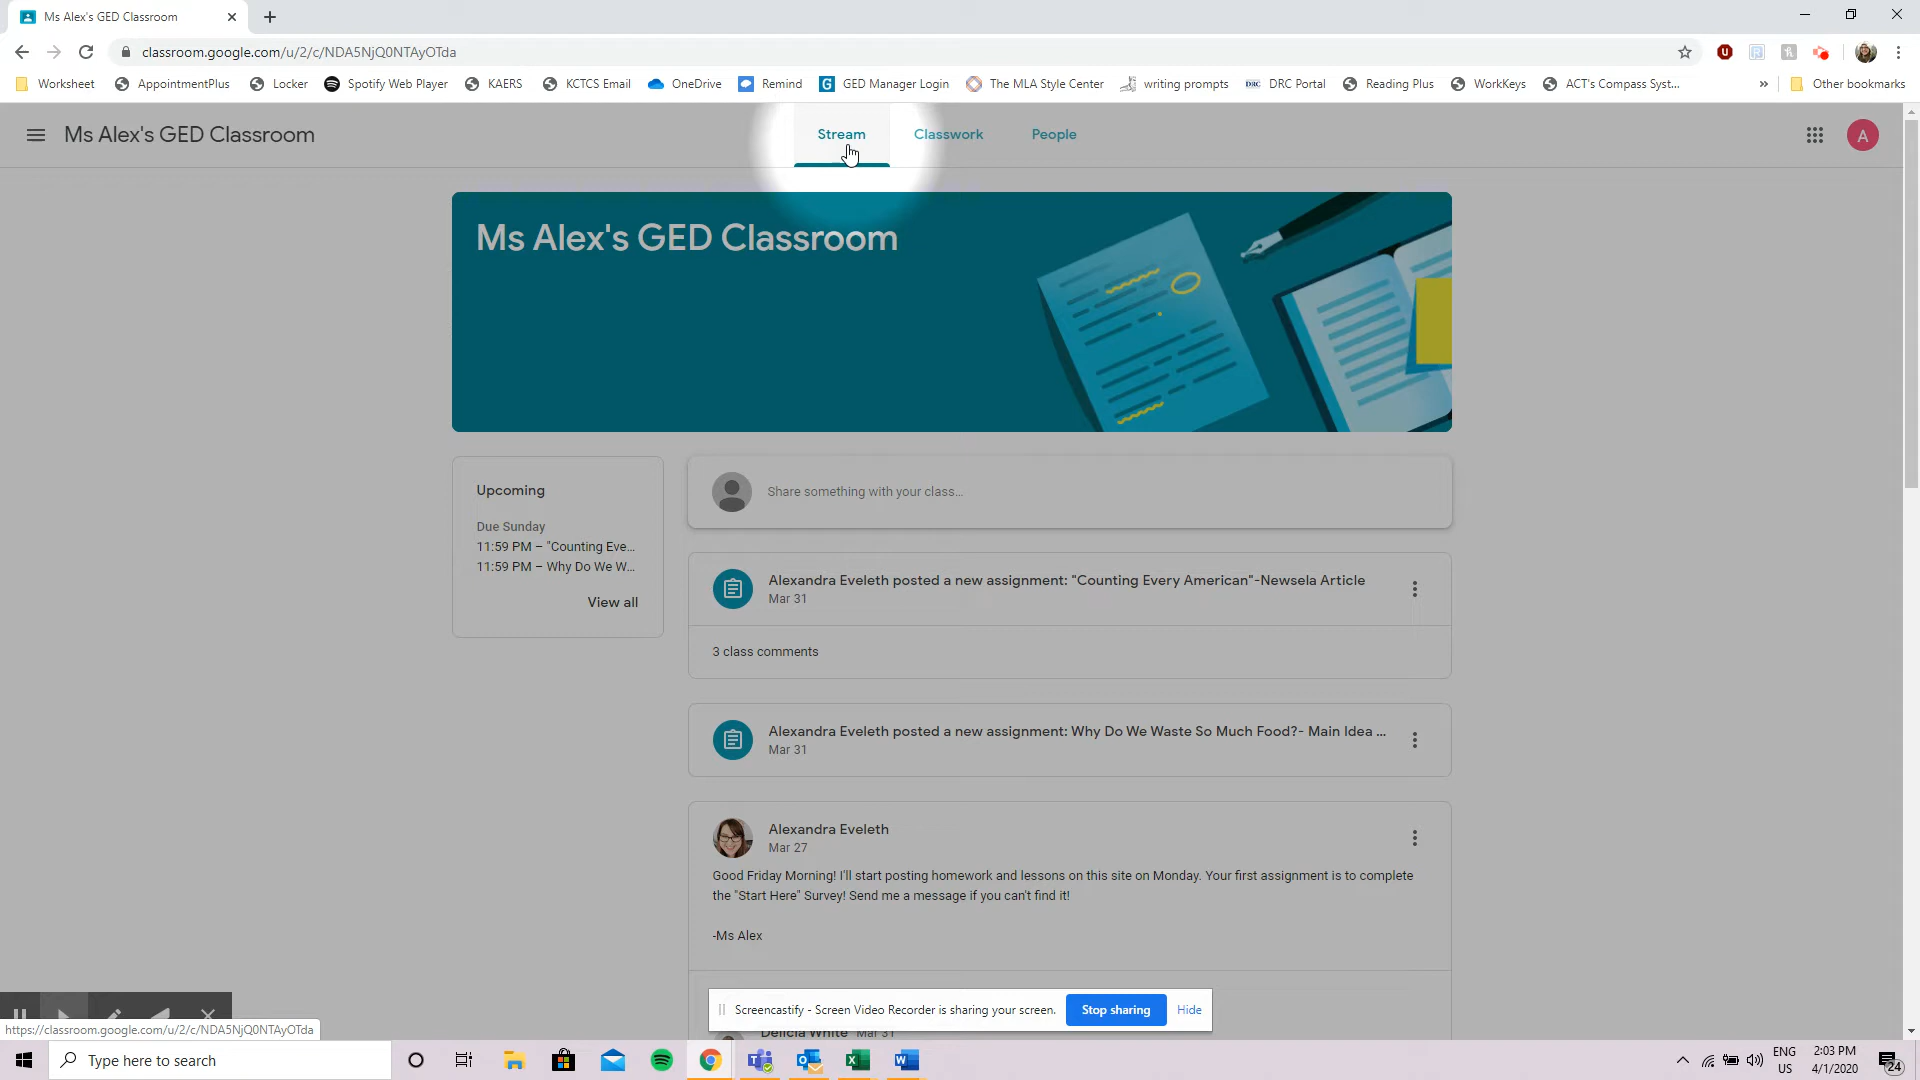 Ms Alex's GED Classroom
classroom.google.com/u/2/c/NDA5NjQ0NTAyOTda
Worksheet AppointmentPlus Locker Spotify Web Player KAERS KCTCS Email OneDrive Remind GED Manager Login The MLA Style Center writing prompts DRC DRC Portal Reading Plus WorkKeys ACT's Compass Syst... » Other bookmarks
Ms Alex's GED Classroom
Stream Classwork People
A
Ms Alex's GED Classroom
Upcoming
Due Sunday
11:59 PM – "Counting Eve...
11:59 PM – Why Do We W...
View all
Share something with your class...
Alexandra Eveleth posted a new assignment: "Counting Every American"-Newsela Article
Mar 31
3 class comments
Alexandra Eveleth posted a new assignment: Why Do We Waste So Much Food?- Main Idea ...
Mar 31
Alexandra Eveleth
Mar 27
Good Friday Morning! I'll start posting homework and lessons on this site on Monday. Your first assignment is to complete
the "Start Here" Survey! Send me a message if you can't find it!
-Ms Alex
Screencastify - Screen Video Recorder is sharing your screen. Stop sharing Hide
Delicia White Mar 31
https://classroom.google.com/u/2/c/NDA5NjQ0NTAyOTda
Type here to search
ENG
US
2:03 PM
4/1/2020
24